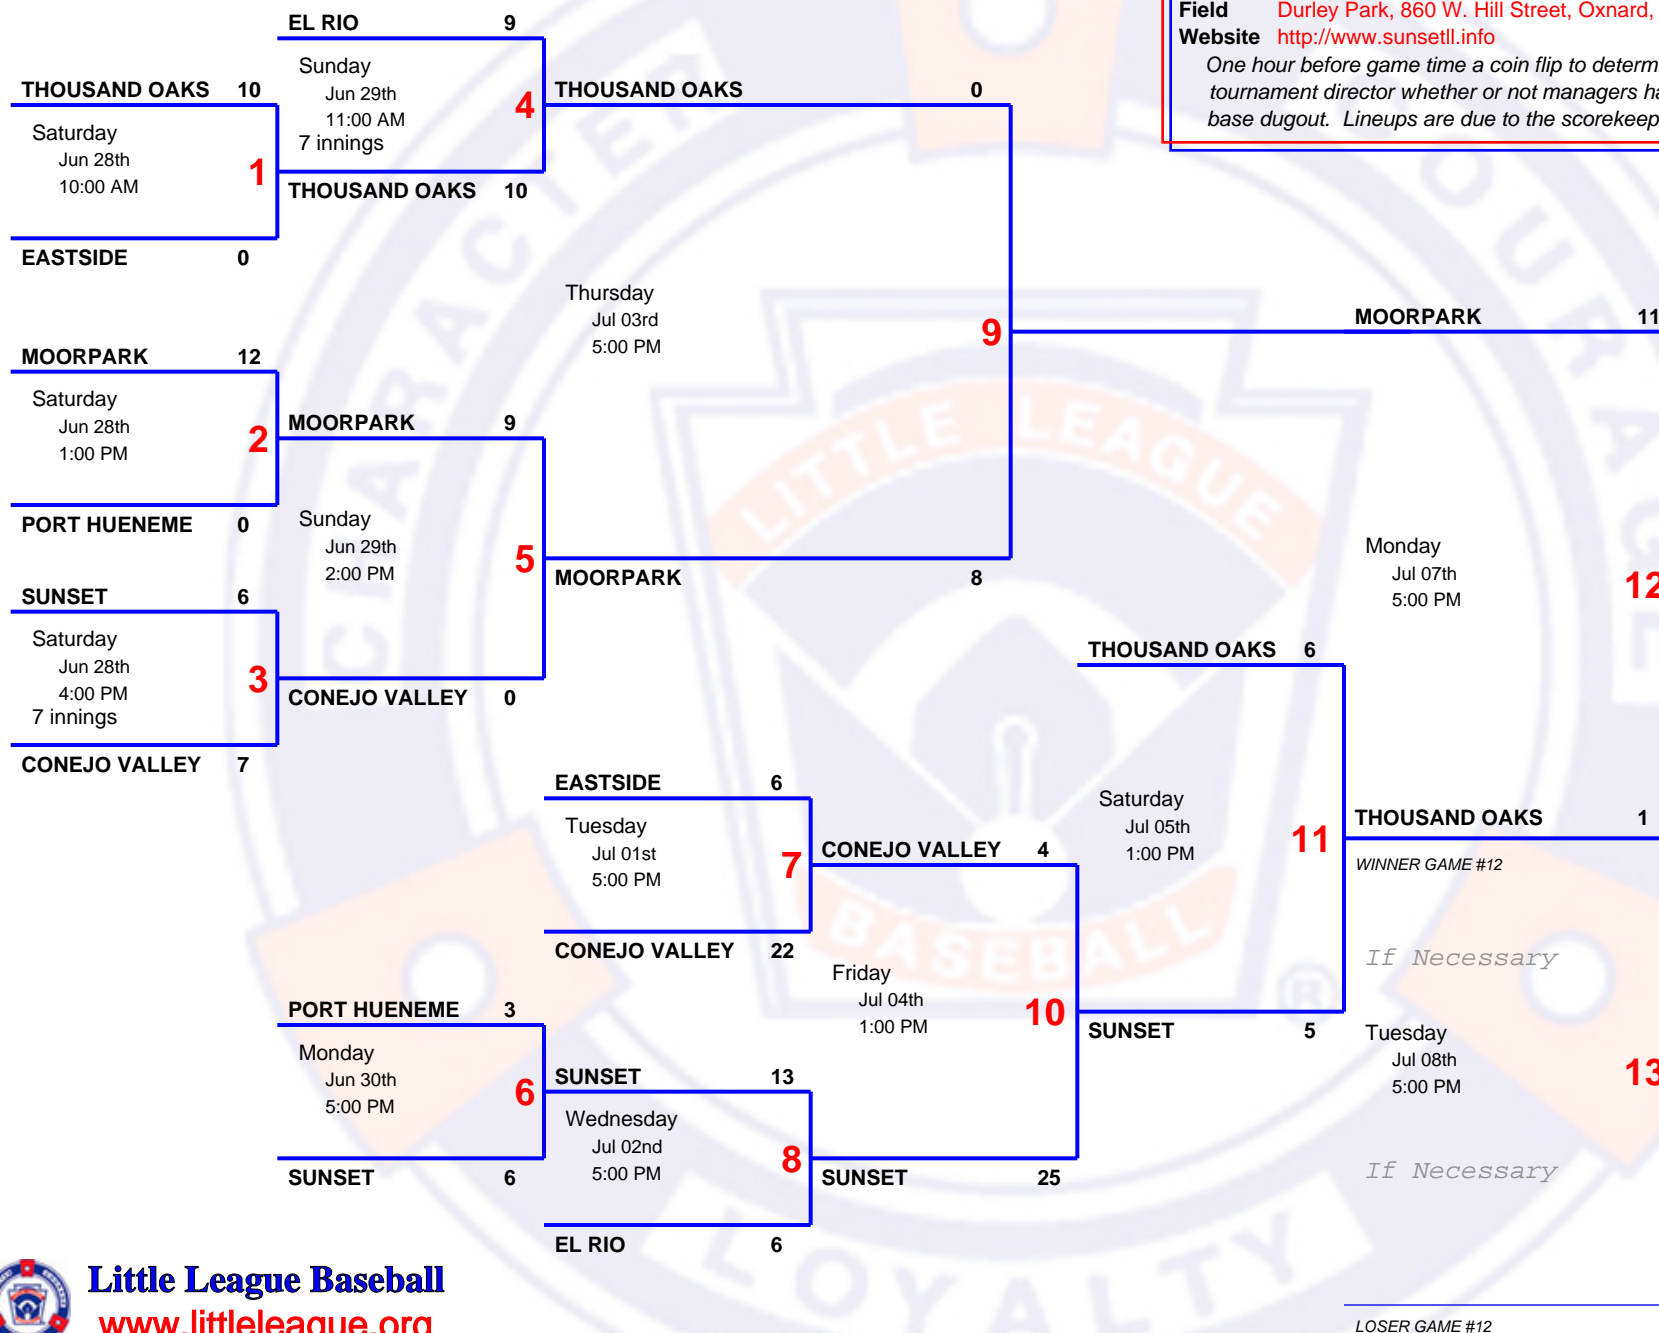 Field Durley Park, 860 W. Hill Street, Oxnard,
Website http://www.sunsetll.info
One hour before game time a coin flip to determ
tournament director whether or not managers ha
base dugout. Lineups are due to the scorekeep
EL RIO 9
Sunday
Jun 29th
11:00 AM
7 innings
4
THOUSAND OAKS 10
THOUSAND OAKS 10
Saturday
Jun 28th
10:00 AM
1
EASTSIDE 0
THOUSAND OAKS 0
Thursday
Jul 03rd
5:00 PM
9
MOORPARK 8
MOORPARK 12
Saturday
Jun 28th
1:00 PM
2
PORT HUENEME 0
MOORPARK 9
Sunday
Jun 29th
2:00 PM
5
CONEJO VALLEY 0
SUNSET 6
Saturday
Jun 28th
4:00 PM
7 innings
3
CONEJO VALLEY 7
MOORPARK 11
Monday
Jul 07th
5:00 PM
12
THOUSAND OAKS 1
WINNER GAME #12
THOUSAND OAKS 6
Saturday
Jul 05th
1:00 PM
11
SUNSET 5
EASTSIDE 6
Tuesday
Jul 01st
5:00 PM
7
CONEJO VALLEY 22
CONEJO VALLEY 4
Friday
Jul 04th
1:00 PM
10
SUNSET 25
PORT HUENEME 3
Monday
Jun 30th
5:00 PM
6
SUNSET 6
SUNSET 13
Wednesday
Jul 02nd
5:00 PM
8
EL RIO 6
If Necessary
Tuesday
Jul 08th
5:00 PM
13
If Necessary
LOSER GAME #12
Little League Baseball
www.littleleague.org
CHARACTER
COURAGE
LOYALTY
LITTLE LEAGUE
BASEBALL
®